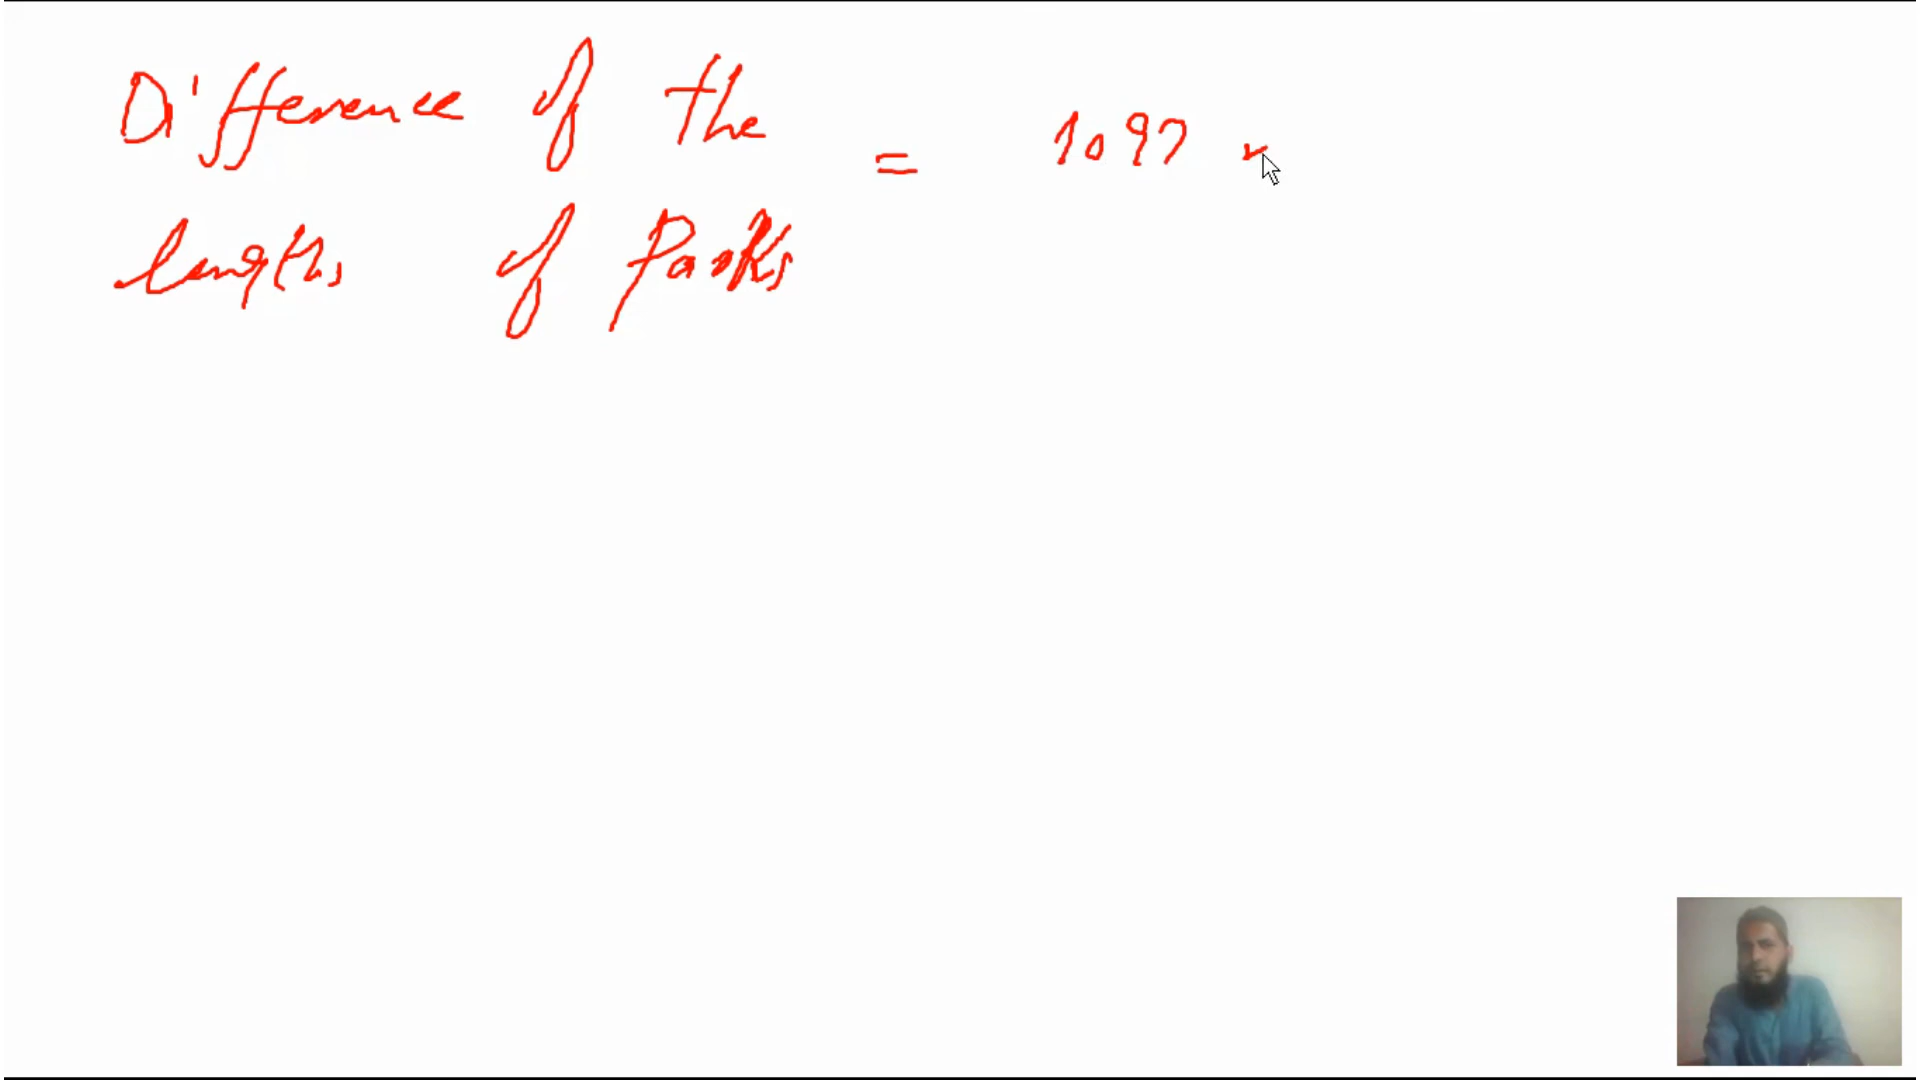 Difference of the
lengths of Parks
= 1097